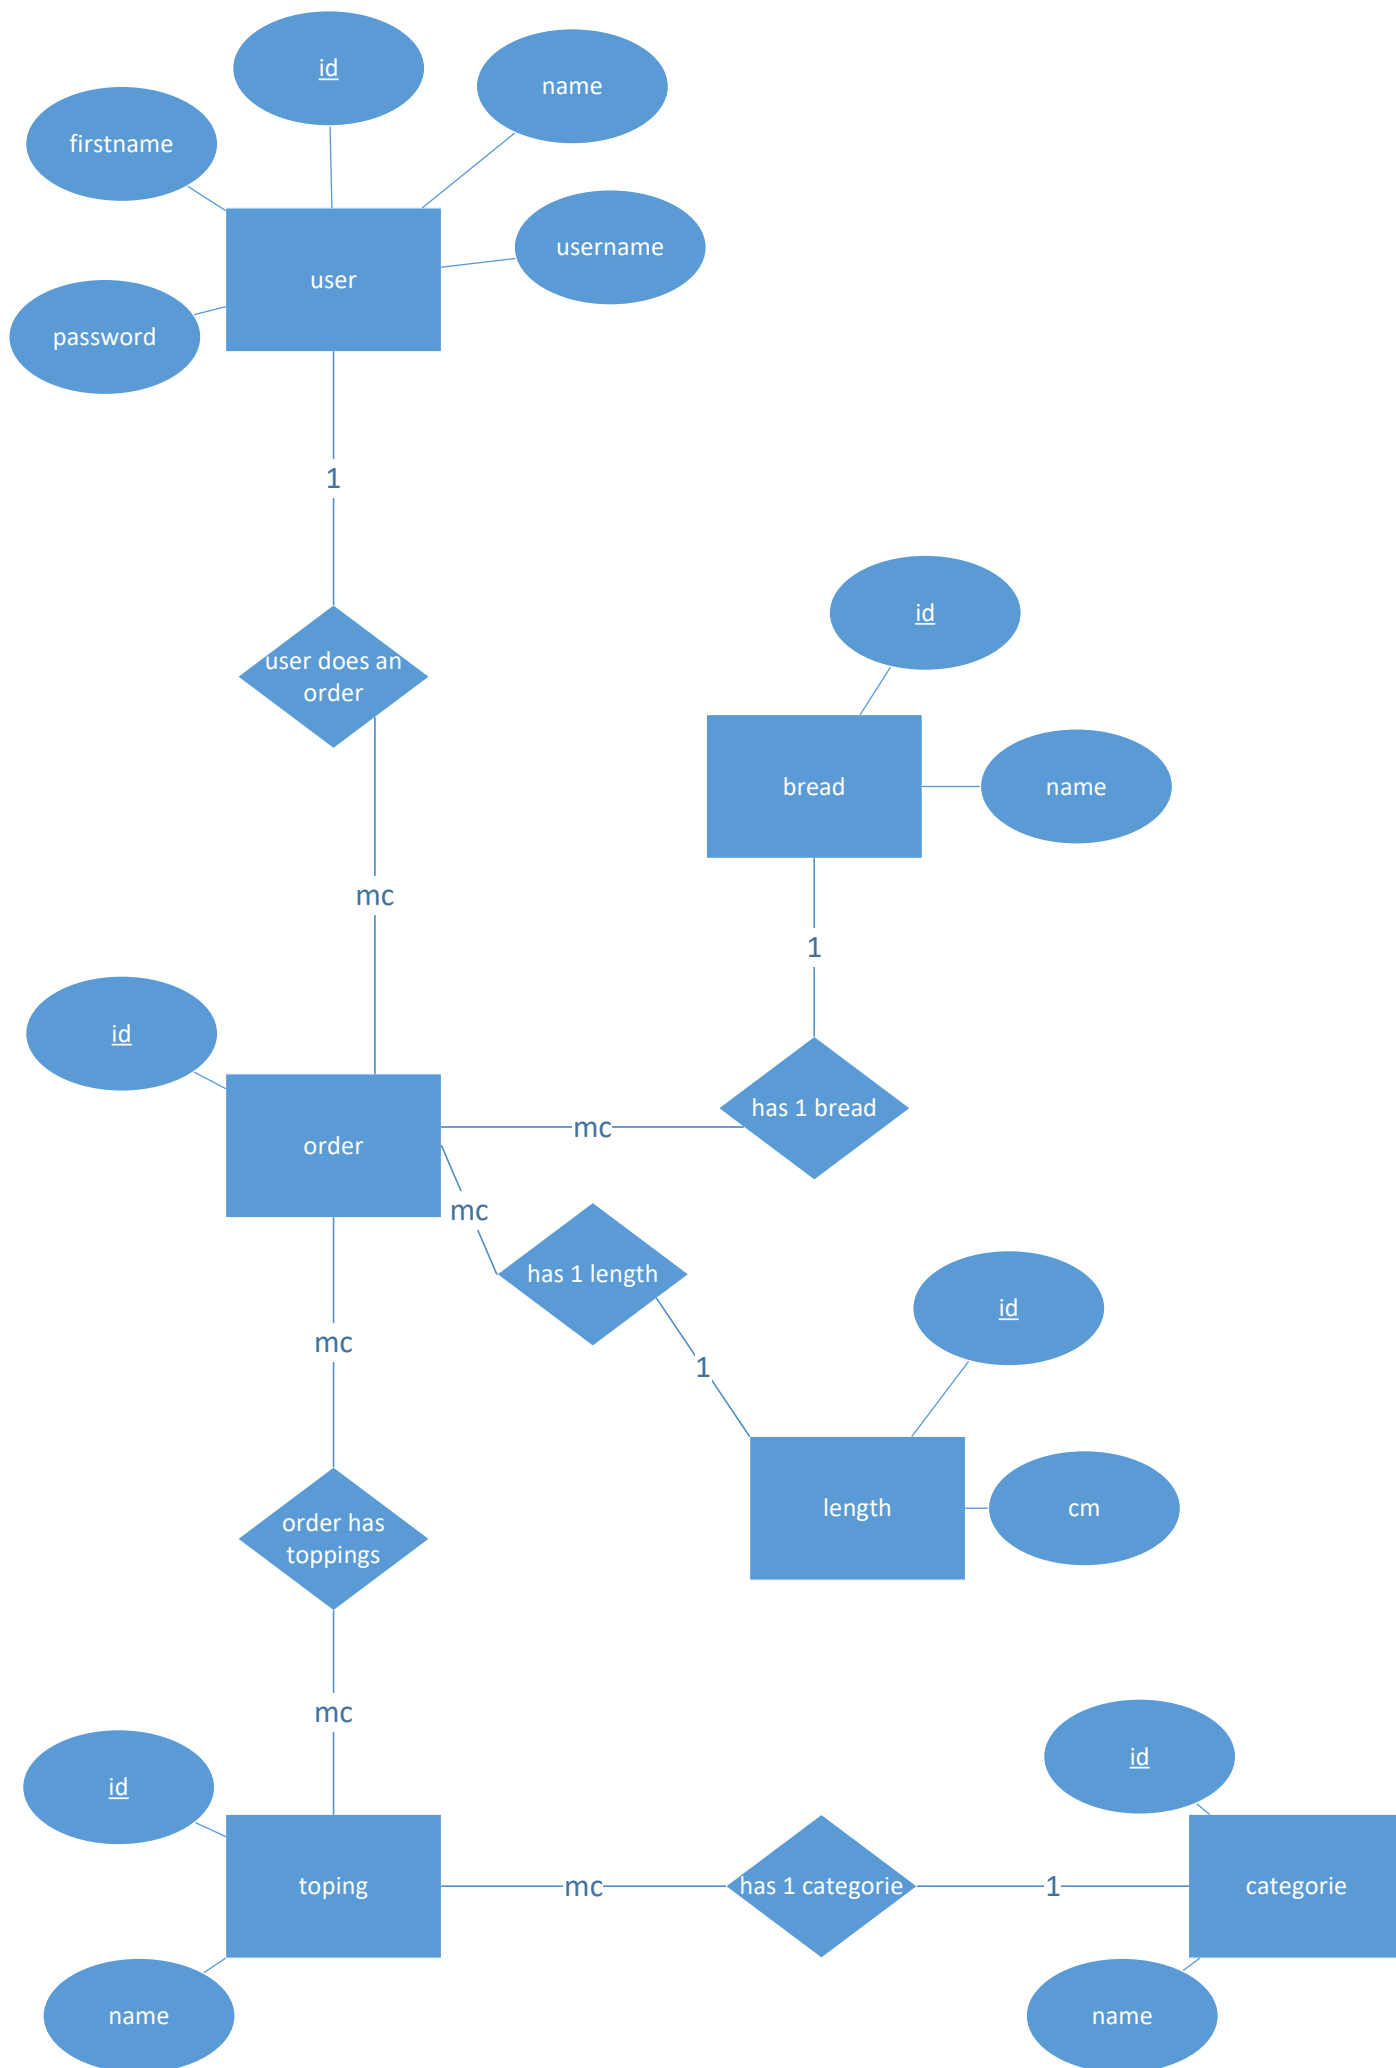 id
name
firstname
username
user
password
1
id
user does an
order
bread
name
mc
1
id
has 1 bread
mc
order
mc
has 1 length
id
mc
1
length
cm
order has
toppings
mc
id
id
toping
mc
has 1 categorie
1
categorie
name
name